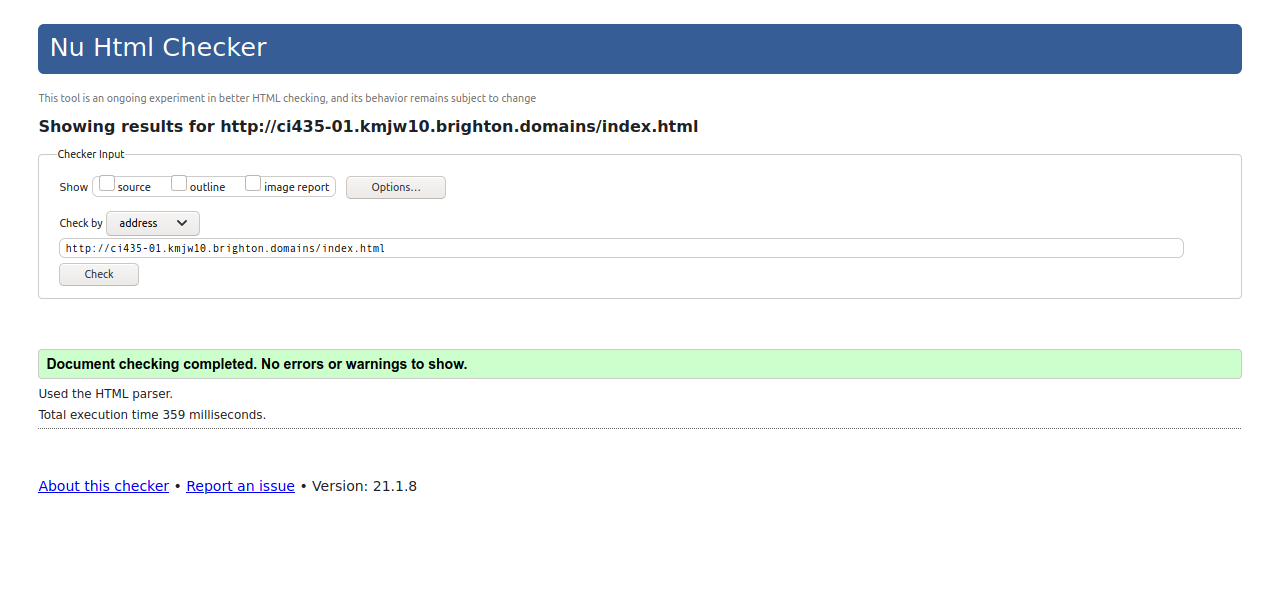 Nu Html Checker
This tool is an ongoing experiment in better HTML checking, and its behavior remains subject to change
Showing results for http://ci435-01.kmjw10.brighton.domains/index.html
Checker Input
Show source outline image report Options...
Check by address
http://ci435-01.kmjw10.brighton.domains/index.html
Check
Document checking completed. No errors or warnings to show.
Used the HTML parser.
Total execution time 359 milliseconds.
About this checker • Report an issue • Version: 21.1.8